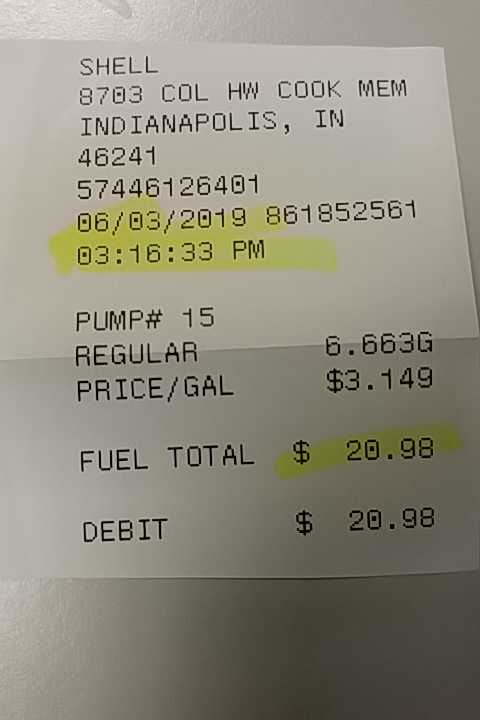 SHELL
8703 COL HW COOK MEM
INDIANAPOLIS, IN
46241
57446126401
06/03/2019 861852561
03:16:33 PM
PUMP# 15
REGULAR 6.663G
PRICE/GAL $3.149
FUEL TOTAL $ 20.98
DEBIT $ 20.98